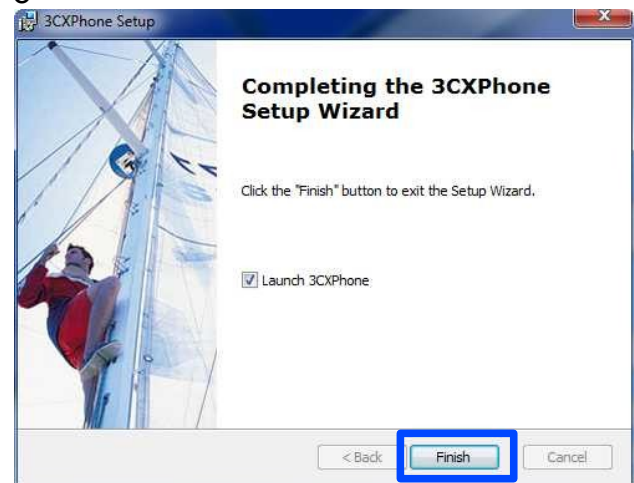 3CXPhone Setup
Completing the 3CXPhone
Setup Wizard
Click the "Finish" button to exit the Setup Wizard.
Launch 3CXPhone
< Back Finish Cancel